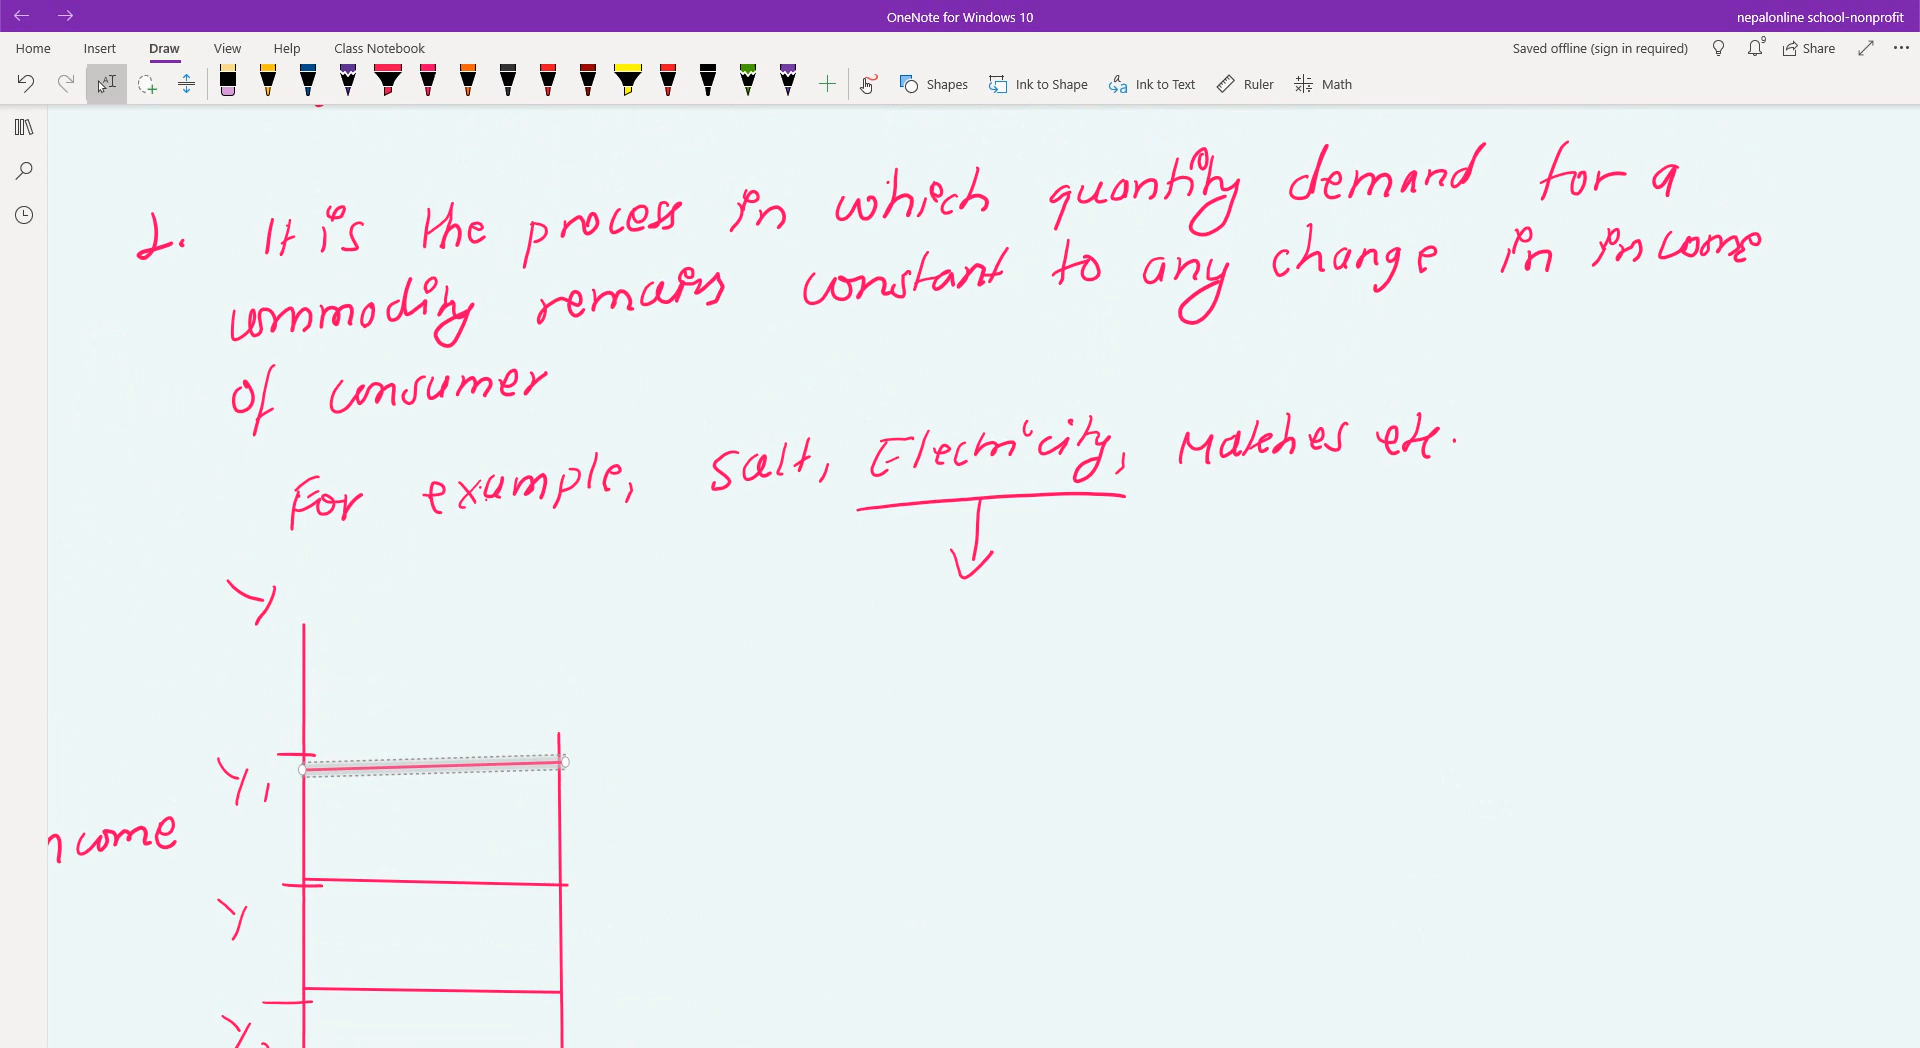 OneNote for Windows 10
nepalonline school-nonprofit
Home Insert Draw View Help Class Notebook
Saved offline (sign in required)
9
Share
Shapes Ink to Shape Ink to Text Ruler Math
1. It is the process in which quantity demand for a
commodity remains constant to any change in income
of consumer
For example, Salt, Electricity, Matches etc.
Y
Y1
ncome
Y
Y2